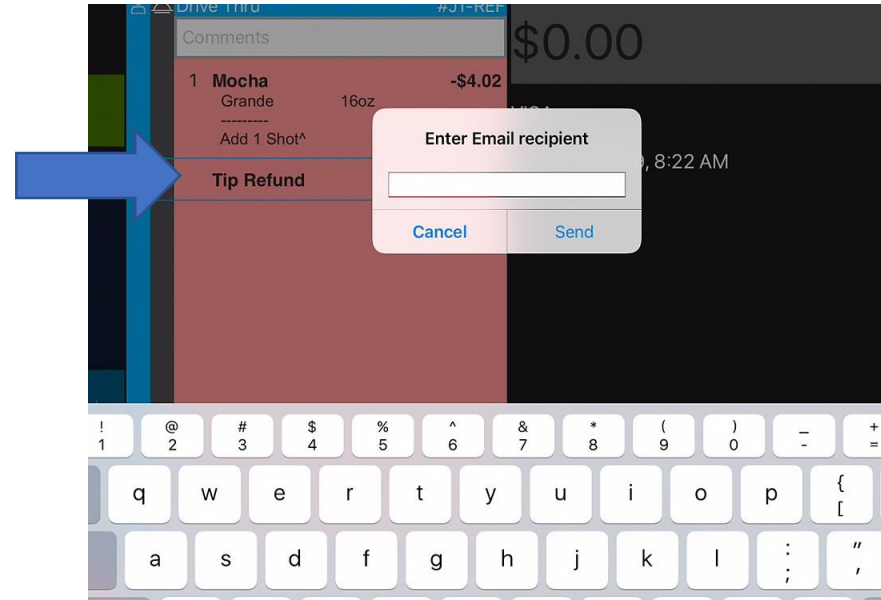 Drive Thru #J1-REF
Comments
$0.00
1 Mocha -$4.02
Grande 16oz
---------
Add 1 Shot^
Enter Email recipient
, 8:22 AM
Tip Refund
Cancel Send
! @ # $ % ^ & * ( ) _ +
1 2 3 4 5 6 7 8 9 0 - =
q w e r t y u i o p { [
a s d f g h j k l : ; " '